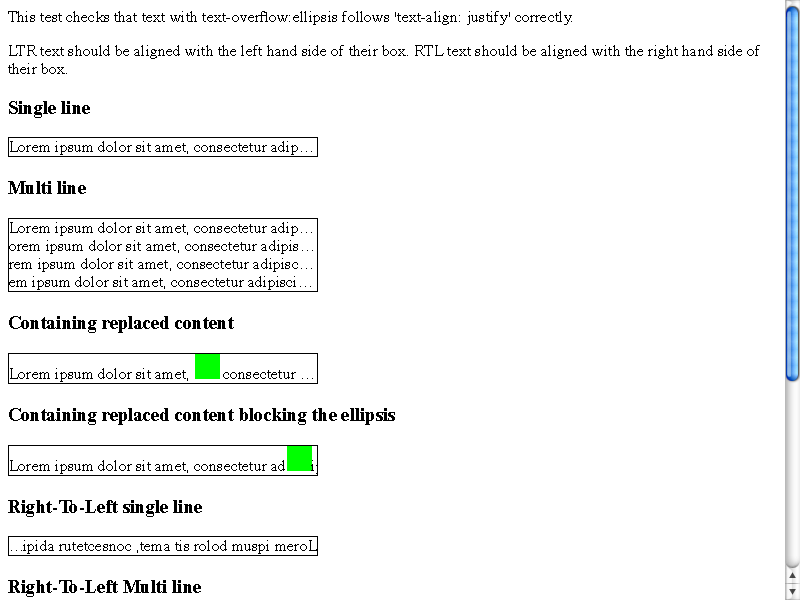 This test checks that text with text-overflow:ellipsis follows 'text-align: justify' correctly.
LTR text should be aligned with the left hand side of their box. RTL text should be aligned with the right hand side of
their box.
Single line
Lorem ipsum dolor sit amet, consectetur adip…
Multi line
Lorem ipsum dolor sit amet, consectetur adip…
orem ipsum dolor sit amet, consectetur adipis…
rem ipsum dolor sit amet, consectetur adipisc…
em ipsum dolor sit amet, consectetur adipisci…
Containing replaced content
Lorem ipsum dolor sit amet, consectetur …
Containing replaced content blocking the ellipsis
Lorem ipsum dolor sit amet, consectetur ad
Right-To-Left single line
…ipida rutetcesnoc ,tema tis rolod muspi meroL
Right-To-Left Multi line